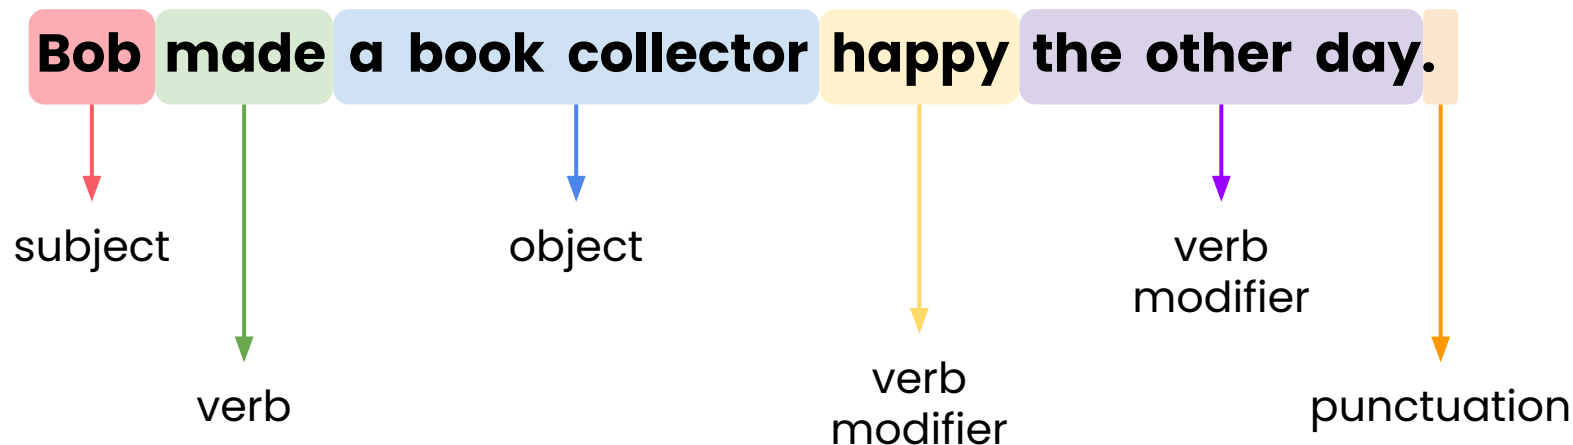 Bob made a book collector happy the other day.
subject
object
verb
modifier
verb
verb
modifier
punctuation